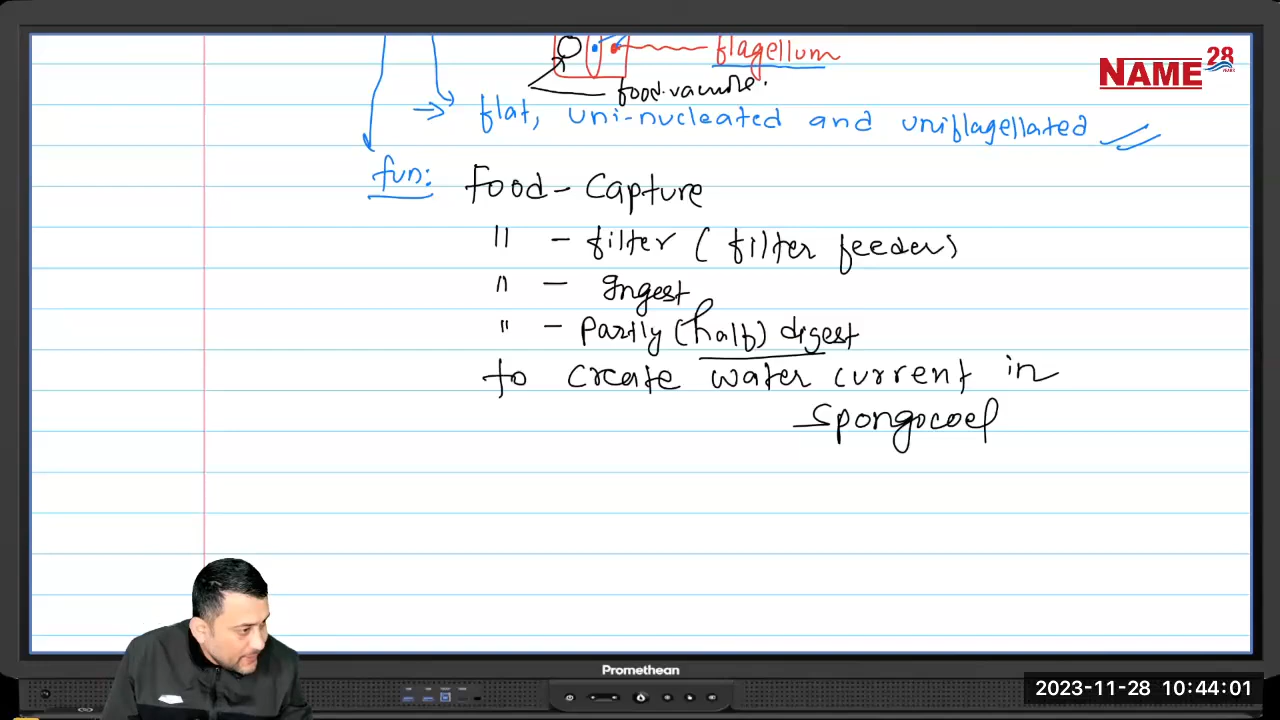 flagellum
NAME 28 YEARS
food vacuole.
→ flat, uni-nucleated and uniflagellated
fun: Food - Capture
" - filter (filter feeders)
" - Ingest
" - Partly (half) digest
to create water current in
Spongocoel
Promethean
2023-11-28 10:44:01